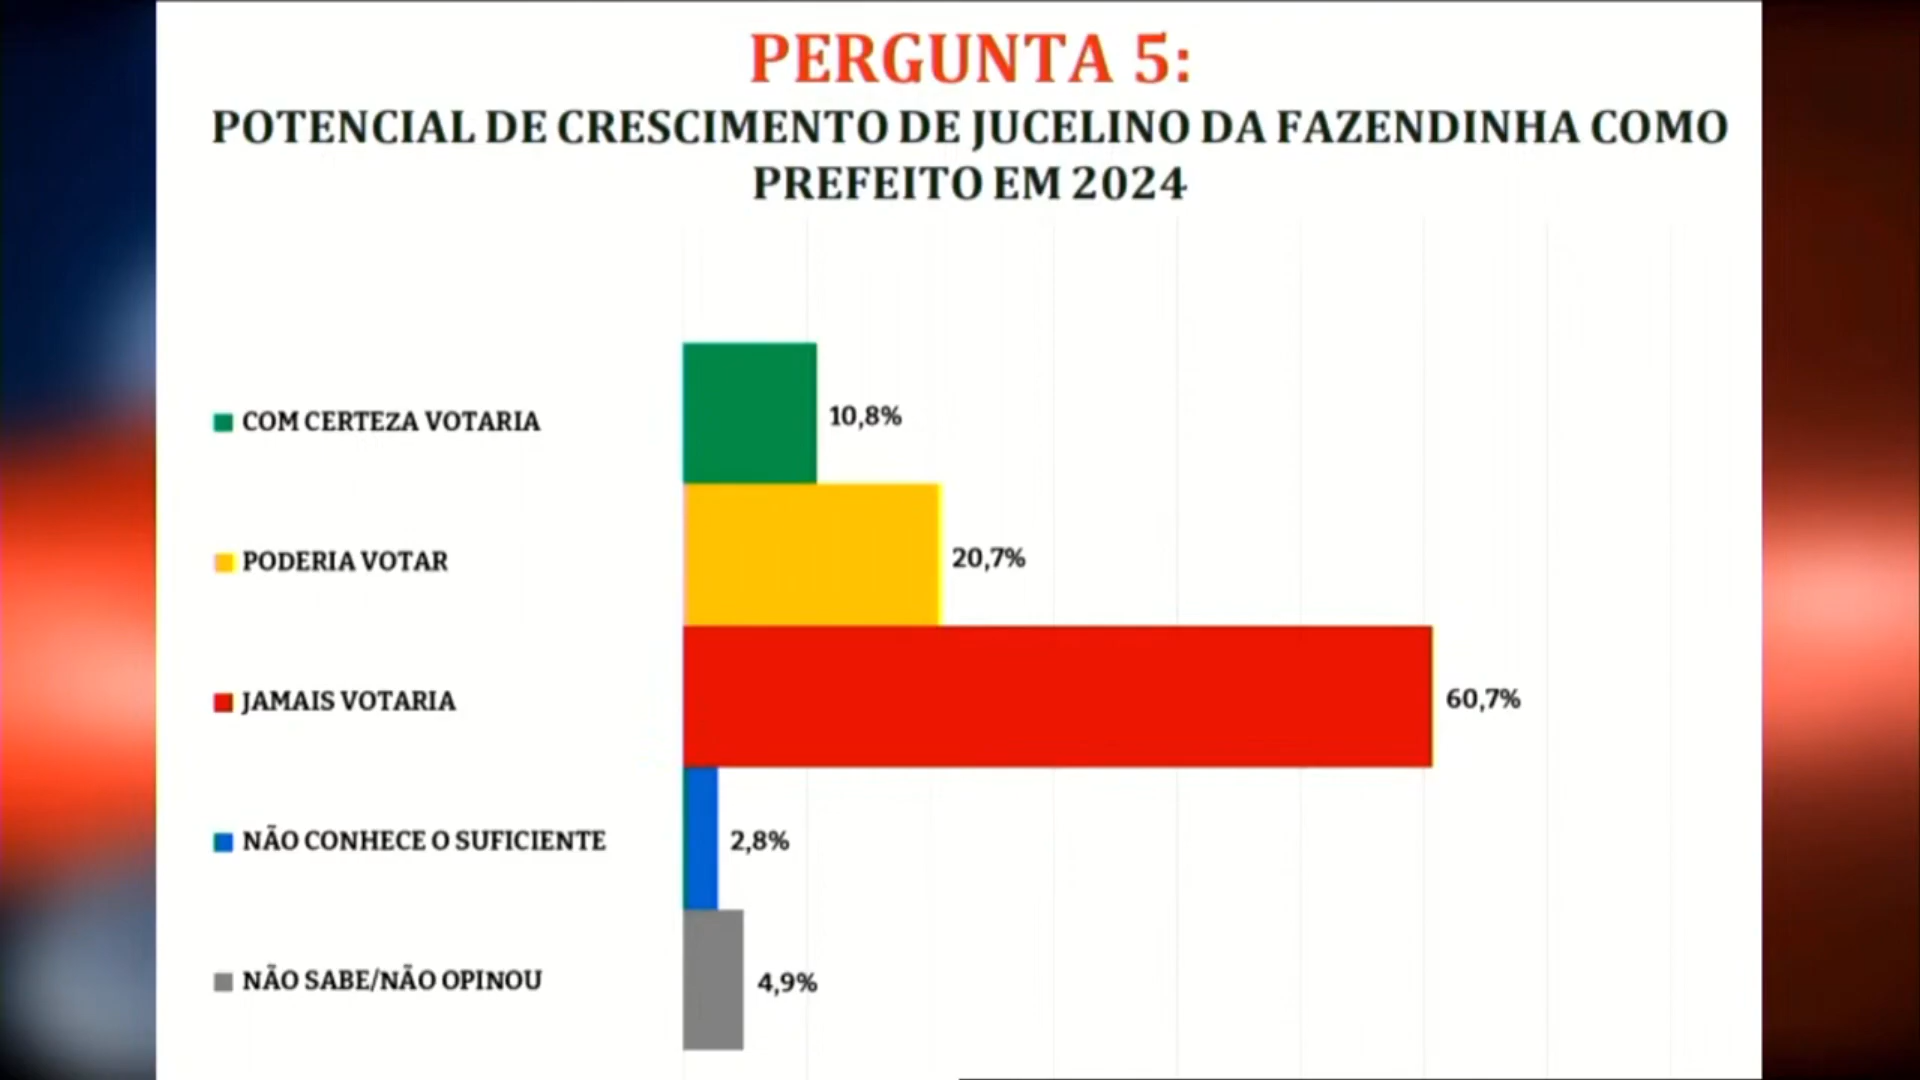 PERGUNTA 5:
POTENCIAL DE CRESCIMENTO DE JUCELINO DA FAZENDINHA COMO
PREFEITO EM 2024
COM CERTEZA VOTARIA
10,8%
PODERIA VOTAR
20,7%
JAMAIS VOTARIA
60,7%
NÃO CONHECE O SUFICIENTE
2,8%
NÃO SABE/NÃO OPINOU
4,9%